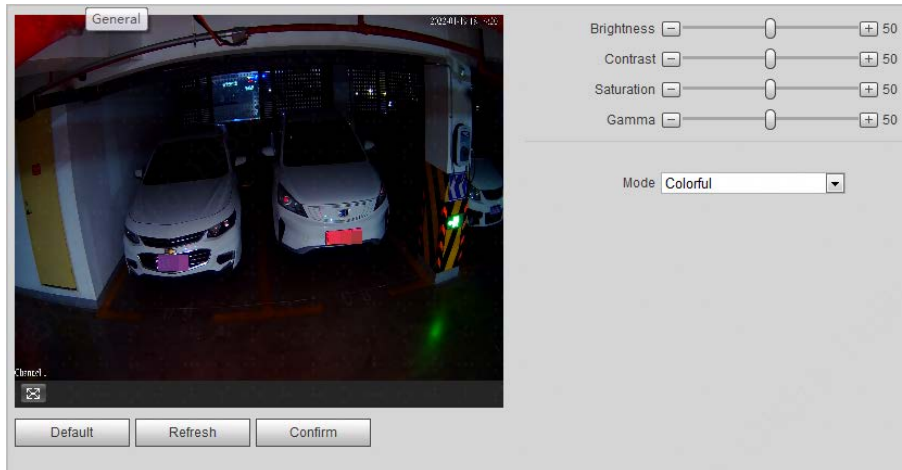 General
Brightness 50
Contrast 50
Saturation 50
Gamma 50
Mode Colorful
Default Refresh Confirm